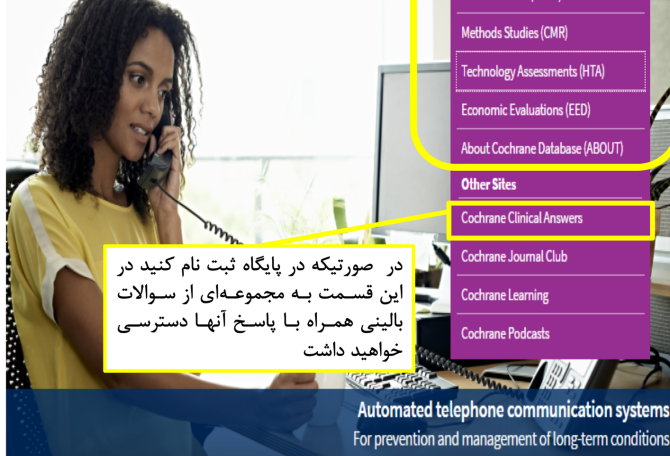 Methods Studies (CMR)
Technology Assessments (HTA)
Economic Evaluations (EED)
About Cochrane Database (ABOUT)
Other Sites
Cochrane Clinical Answers
Cochrane Journal Club
Cochrane Learning
Cochrane Podcasts
در صورتیکه در پایگاه ثبت نام کنید در
این قسمت به مجموعه‌ای از سوالات
بالینی همراه با پاسخ آنها دسترسی
خواهید داشت
Automated telephone communication systems
For prevention and management of long-term conditions